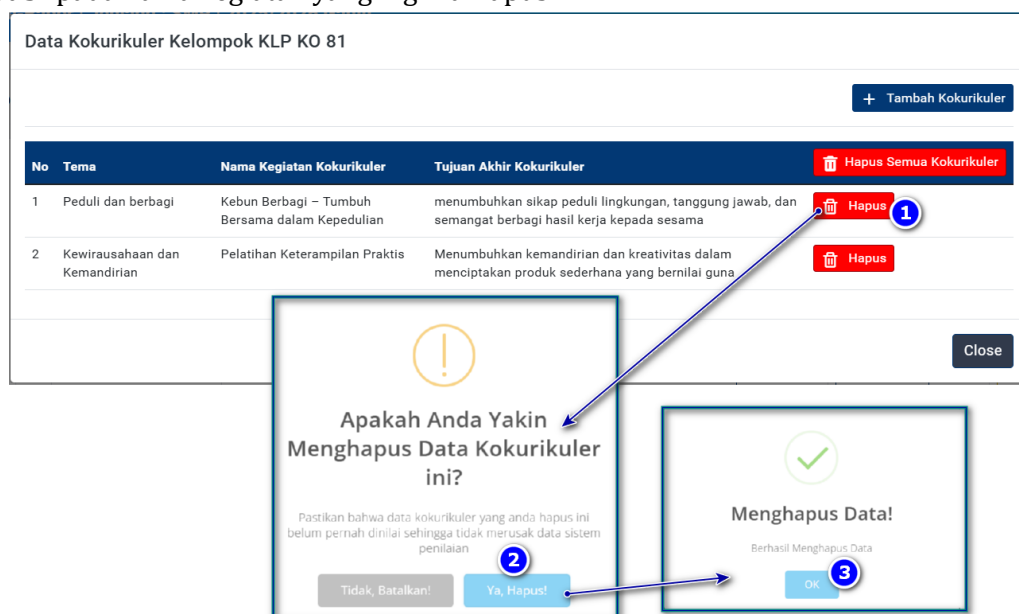 Data Kokurikuler Kelompok KLP KO 81
+ Tambah Kokurikuler
No Tema Nama Kegiatan Kokurikuler Tujuan Akhir Kokurikuler Hapus Semua Kokurikuler
1 Peduli dan berbagi Kebun Berbagi – Tumbuh menumbuhkan sikap peduli lingkungan, tanggung jawab, dan Hapus 1
Bersama dalam Kepedulian semangat berbagi hasil kerja kepada sesama
2 Kewirausahaan dan Pelatihan Keterampilan Praktis Menumbuhkan kemandirian dan kreativitas dalam Hapus
Kemandirian menciptakan produk sederhana yang bernilai guna
Close
Apakah Anda Yakin
Menghapus Data Kokurikuler
ini?
Pastikan bahwa data kokurikuler yang anda hapus ini
belum pernah dinilai sehingga tidak merusak data sistem
penilaian
2
Tidak, Batalkan! Ya, Hapus!
Menghapus Data!
Berhasil Menghapus Data
OK 3